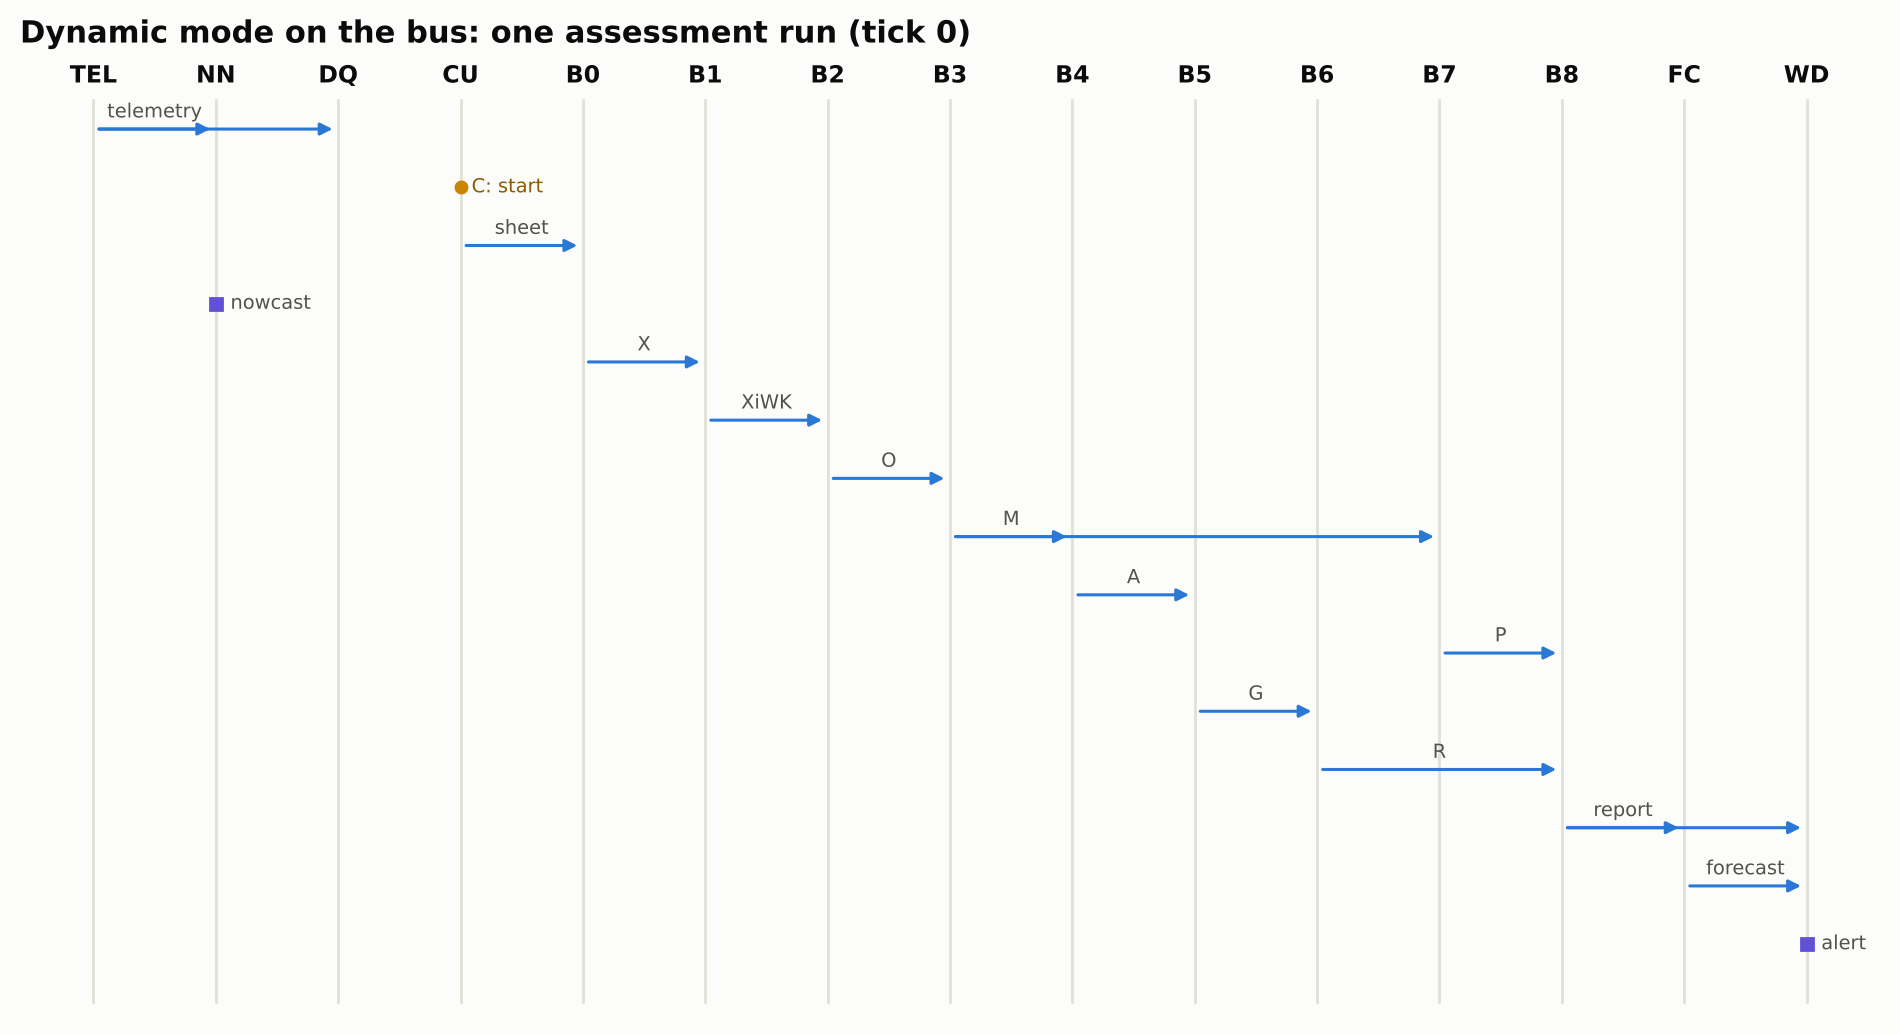 Dynamic mode on the bus: one assessment run (tick 0)
TEL NN DQ CU B0 B1 B2 B3 B4 B5 B6 B7 B8 FC WD
telemetry
C: start
sheet
nowcast
X
XiWK
O
M
A
P
G
R
report
forecast
alert